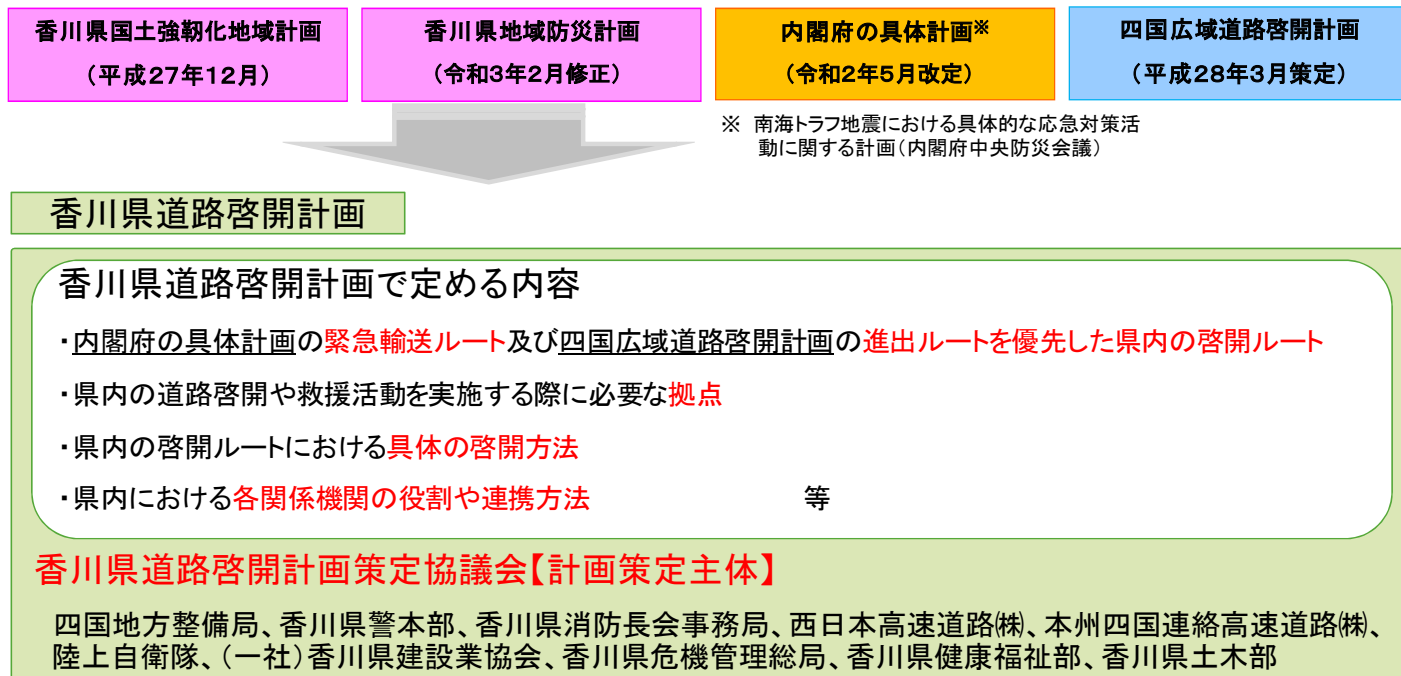 香川県国土強靭化地域計画
(平成27年12月)
香川県地域防災計画
(令和3年2月修正)
内閣府の具体計画※
(令和2年5月改定)
四国広域道路啓開計画
(平成28年3月策定)
※ 南海トラフ地震における具体的な応急対策活
動に関する計画(内閣府中央防災会議)
香川県道路啓開計画
香川県道路啓開計画で定める内容
・内閣府の具体計画の緊急輸送ルート及び四国広域道路啓開計画の進出ルートを優先した県内の啓開ルート
・県内の道路啓開や救援活動を実施する際に必要な拠点
・県内の啓開ルートにおける具体の啓開方法
・県内における各関係機関の役割や連携方法 等
香川県道路啓開計画策定協議会【計画策定主体】
四国地方整備局、香川県警本部、香川県消防長会事務局、西日本高速道路㈱、本州四国連絡高速道路㈱、
陸上自衛隊、(一社)香川県建設業協会、香川県危機管理総局、香川県健康福祉部、香川県土木部